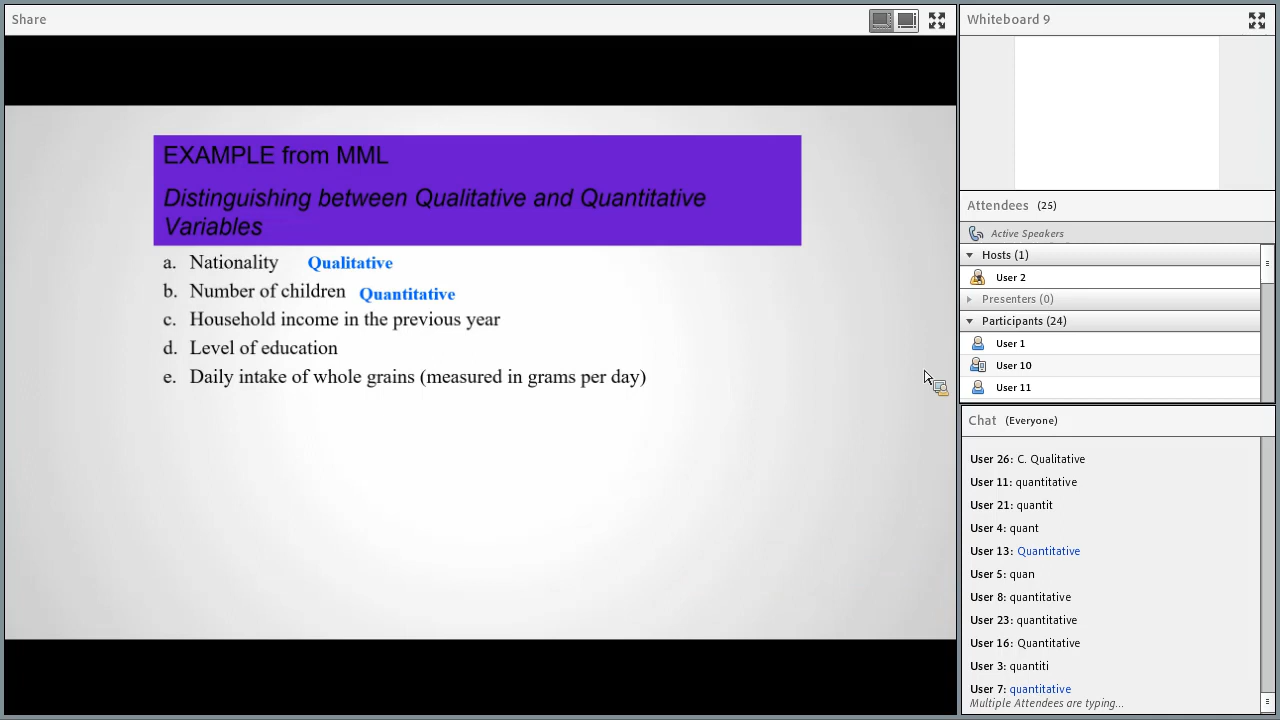 Share
EXAMPLE from MML
Distinguishing between Qualitative and Quantitative
Variables
a. Nationality Qualitative
b. Number of children Quantitative
c. Household income in the previous year
d. Level of education
e. Daily intake of whole grains (measured in grams per day)
Whiteboard 9
Attendees (25)
Active Speakers
Hosts (1)
User 2
Presenters (0)
Participants (24)
User 1
User 10
User 11
Chat (Everyone)
User 26: C. Qualitative
User 11: quantitative
User 21: quantit
User 4: quant
User 13: Quantitative
User 5: quan
User 8: quantitative
User 23: quantitative
User 16: Quantitative
User 3: quantiti
User 7: quantitative
Multiple Attendees are typing...